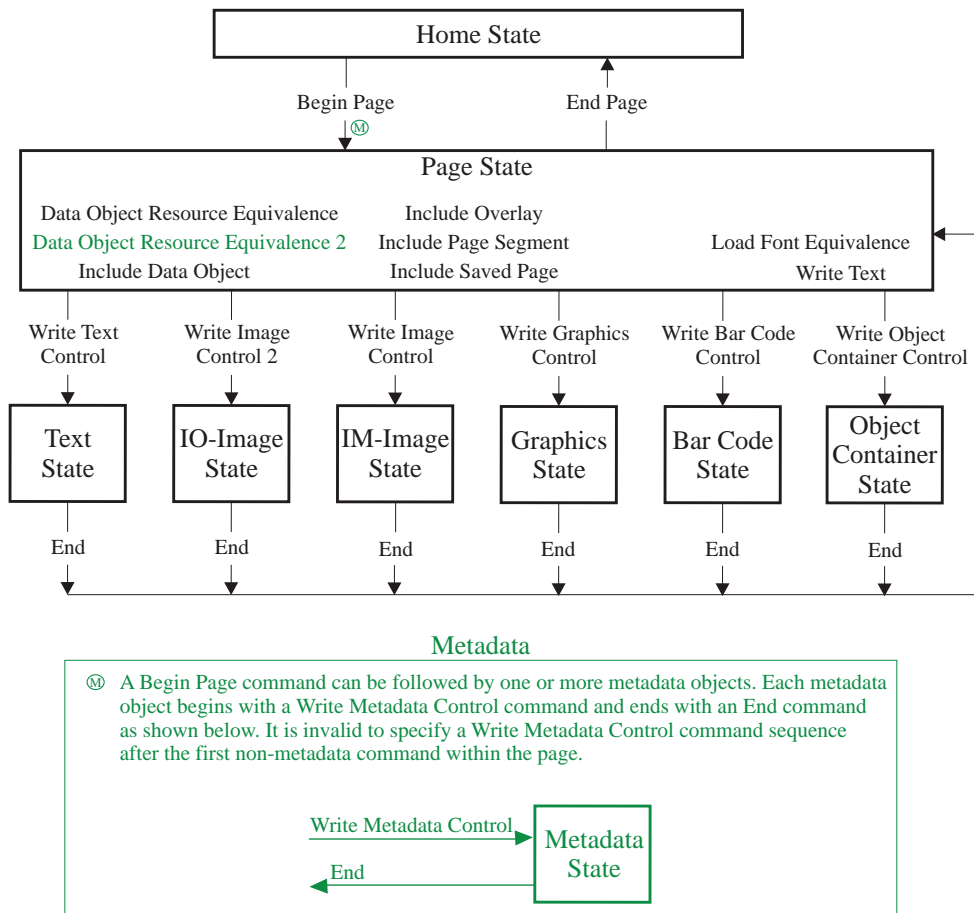 Home State
Begin Page
End Page
Ⓜ
Page State
Data Object Resource Equivalence
Include Overlay
Data Object Resource Equivalence 2
Include Page Segment
Load Font Equivalence
Include Data Object
Include Saved Page
Write Text
Write Text
Control
Write Image
Control 2
Write Image
Control
Write Graphics
Control
Write Bar Code
Control
Write Object
Container Control
Text
State
IO-Image
State
IM-Image
State
Graphics
State
Bar Code
State
Object
Container
State
End
End
End
End
End
End
Metadata
Ⓜ A Begin Page command can be followed by one or more metadata objects. Each metadata
object begins with a Write Metadata Control command and ends with an End command
as shown below. It is invalid to specify a Write Metadata Control command sequence
after the first non-metadata command within the page.
Write Metadata Control
End
Metadata
State